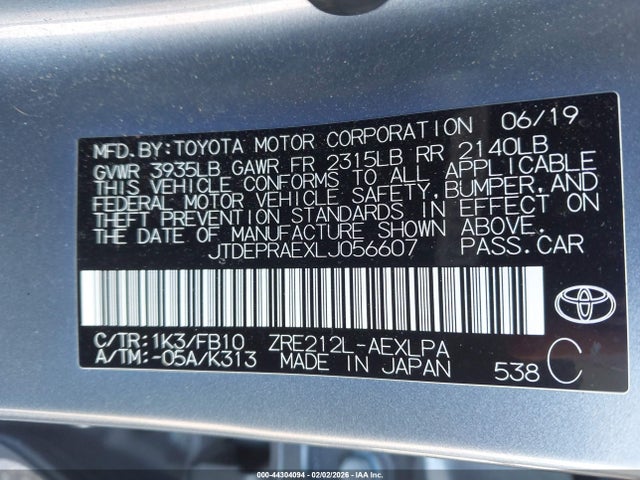 MFD.BY:TOYOTA MOTOR CORPORATION 06/19
GVWR 3935LB GAWR FR 2315LB RR 2140LB
THIS VEHICLE CONFORMS TO ALL APPLICABLE
FEDERAL MOTOR VEHICLE SAFETY,BUMPER,AND
THEFT PREVENTION STANDARDS IN EFFECT ON
THE DATE OF MANUFACTURE SHOWN ABOVE.
JTDEPRAEXLJ056607 PASS.CAR
C/TR:1K3/FB10 ZRE212L-AEXLPA
A/TM:-05A/K313 MADE IN JAPAN 538 C
000-44304094 - 02/02/2026 - IAA Inc.